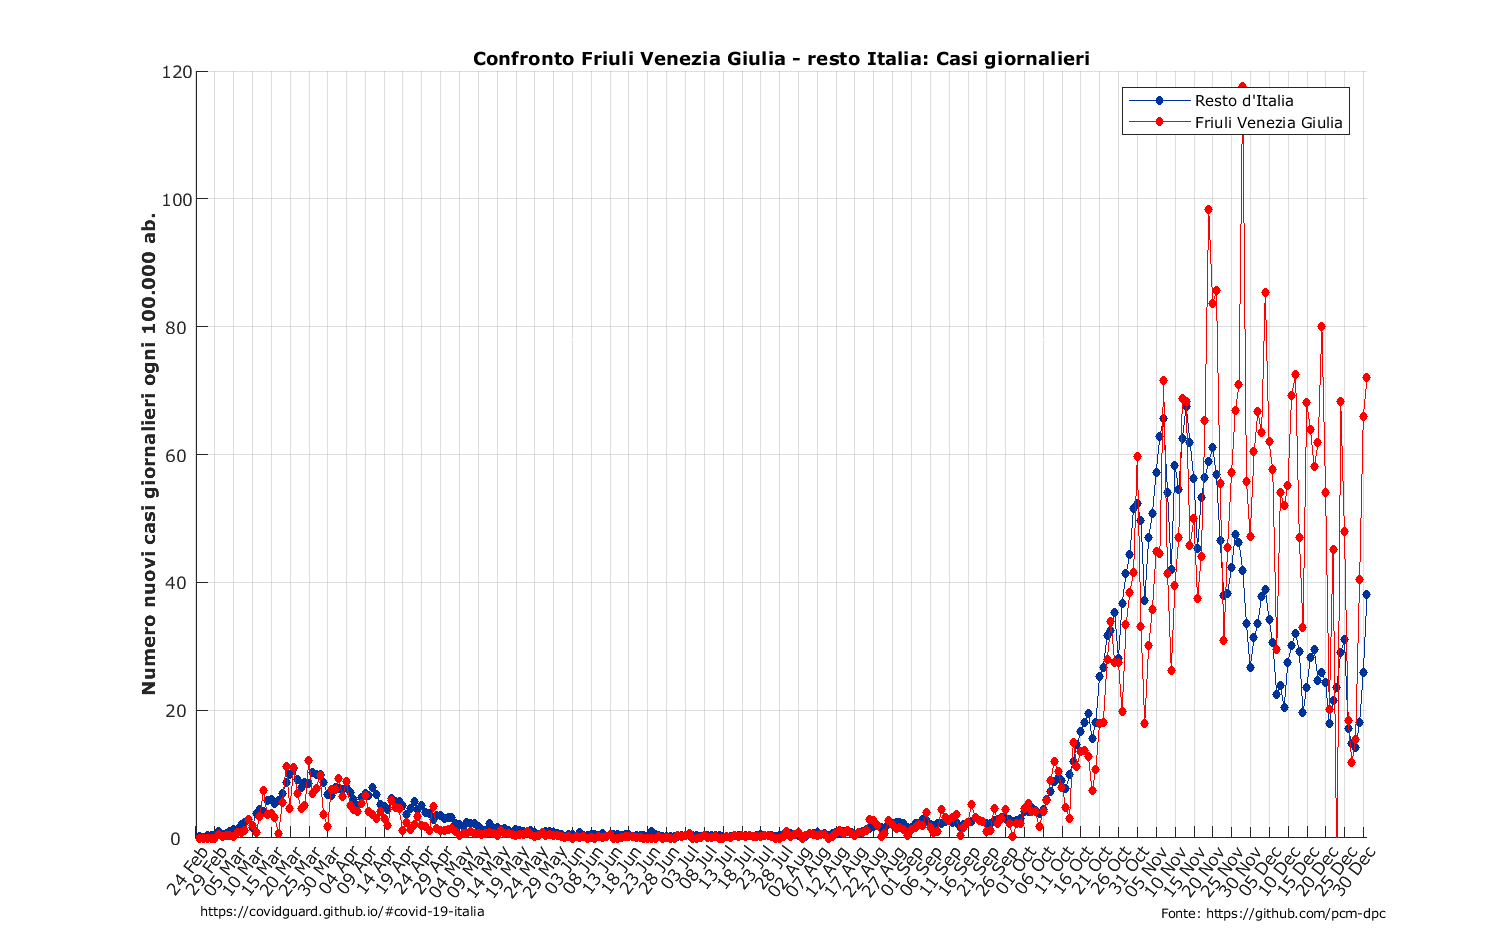 Confronto Friuli Venezia Giulia - resto Italia: Casi giornalieri
Resto d'Italia
Friuli Venezia Giulia
Numero nuovi casi giornalieri ogni 100.000 ab.
120
100
80
60
40
20
0
24 Feb
29 Feb
05 Mar
10 Mar
15 Mar
20 Mar
25 Mar
30 Mar
04 Apr
09 Apr
14 Apr
19 Apr
24 Apr
29 Apr
04 May
09 May
14 May
19 May
24 May
29 May
03 Jun
08 Jun
13 Jun
18 Jun
23 Jun
28 Jun
03 Jul
08 Jul
13 Jul
18 Jul
23 Jul
28 Jul
02 Aug
07 Aug
12 Aug
17 Aug
22 Aug
27 Aug
01 Sep
06 Sep
11 Sep
16 Sep
21 Sep
26 Sep
01 Oct
06 Oct
11 Oct
16 Oct
21 Oct
26 Oct
31 Oct
05 Nov
10 Nov
15 Nov
20 Nov
25 Nov
30 Nov
05 Dec
10 Dec
15 Dec
20 Dec
25 Dec
30 Dec
https://covidguard.github.io/#covid-19-italia
Fonte: https://github.com/pcm-dpc